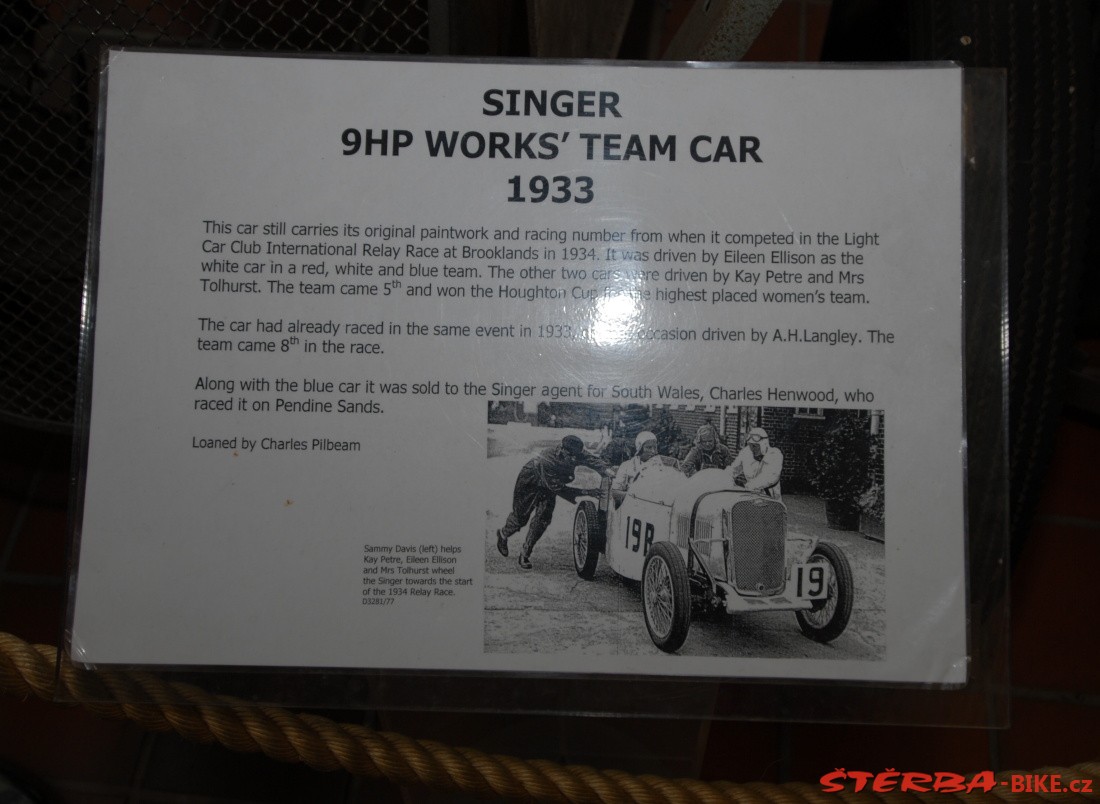 SINGER
9HP WORKS' TEAM CAR
1933
This car still carries its original paintwork and racing number from when it competed in the Light
Car Club International Relay Race at Brooklands in 1934. It was driven by Eileen Ellison as the
white car in a red, white and blue team. The other two cars were driven by Kay Petre and Mrs
Tolhurst. The team came 5th and won the Houghton Cup highest placed women's team.
The car had already raced in the same event in 1933, occasion driven by A.H.Langley. The
team came 8th in the race.
Along with the blue car it was sold to the Singer agent for South Wales, Charles Henwood, who
raced it on Pendine Sands.
Loaned by Charles Pilbeam
Sammy Davis (left) helps
Kay Petre, Eileen Ellison
and Mrs Tolhurst wheel
the Singer towards the start
of the 1934 Relay Race.
D3281/77
19B
19
ŠTĚRBA-BIKE.cz